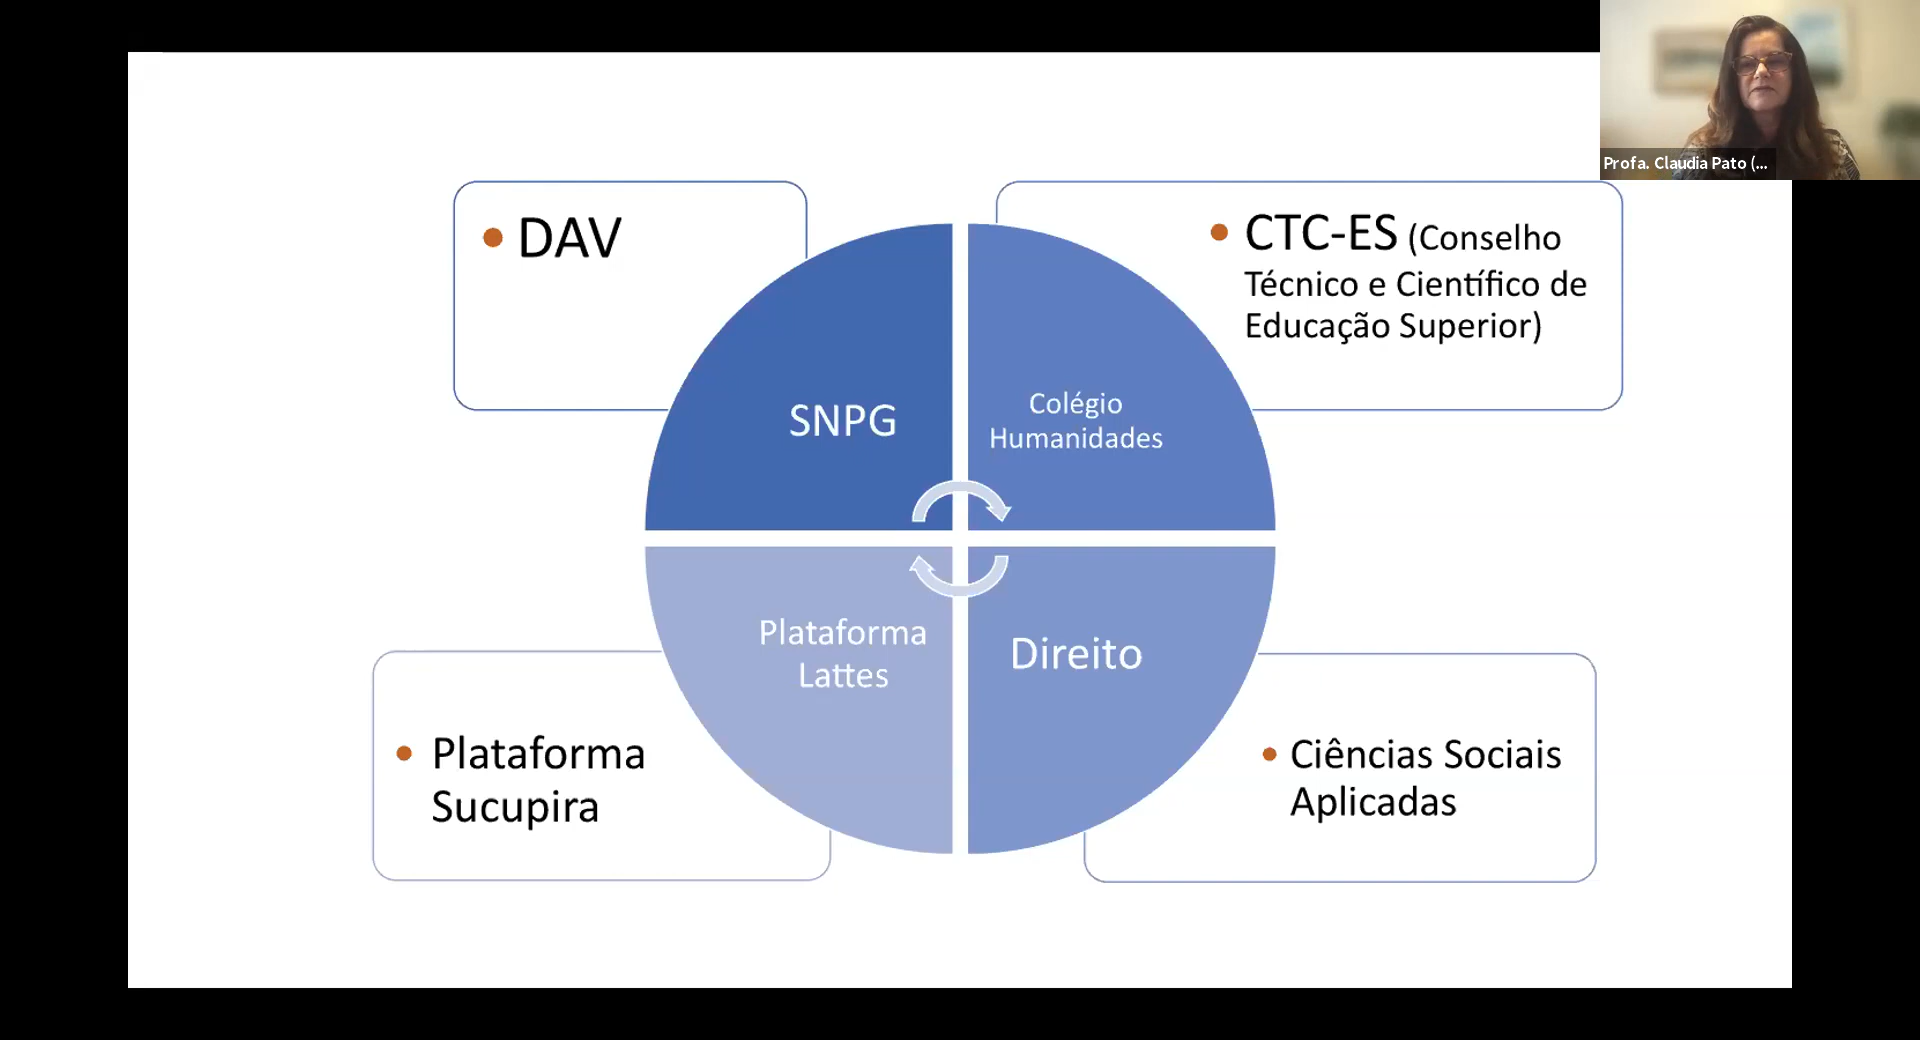 Profa. Claudia Pato (...
• DAV
• CTC-ES (Conselho
Técnico e Científico de
Educação Superior)
SNPG
Colégio
Humanidades
Plataforma
Lattes
Direito
• Plataforma
Sucupira
• Ciências Sociais
Aplicadas